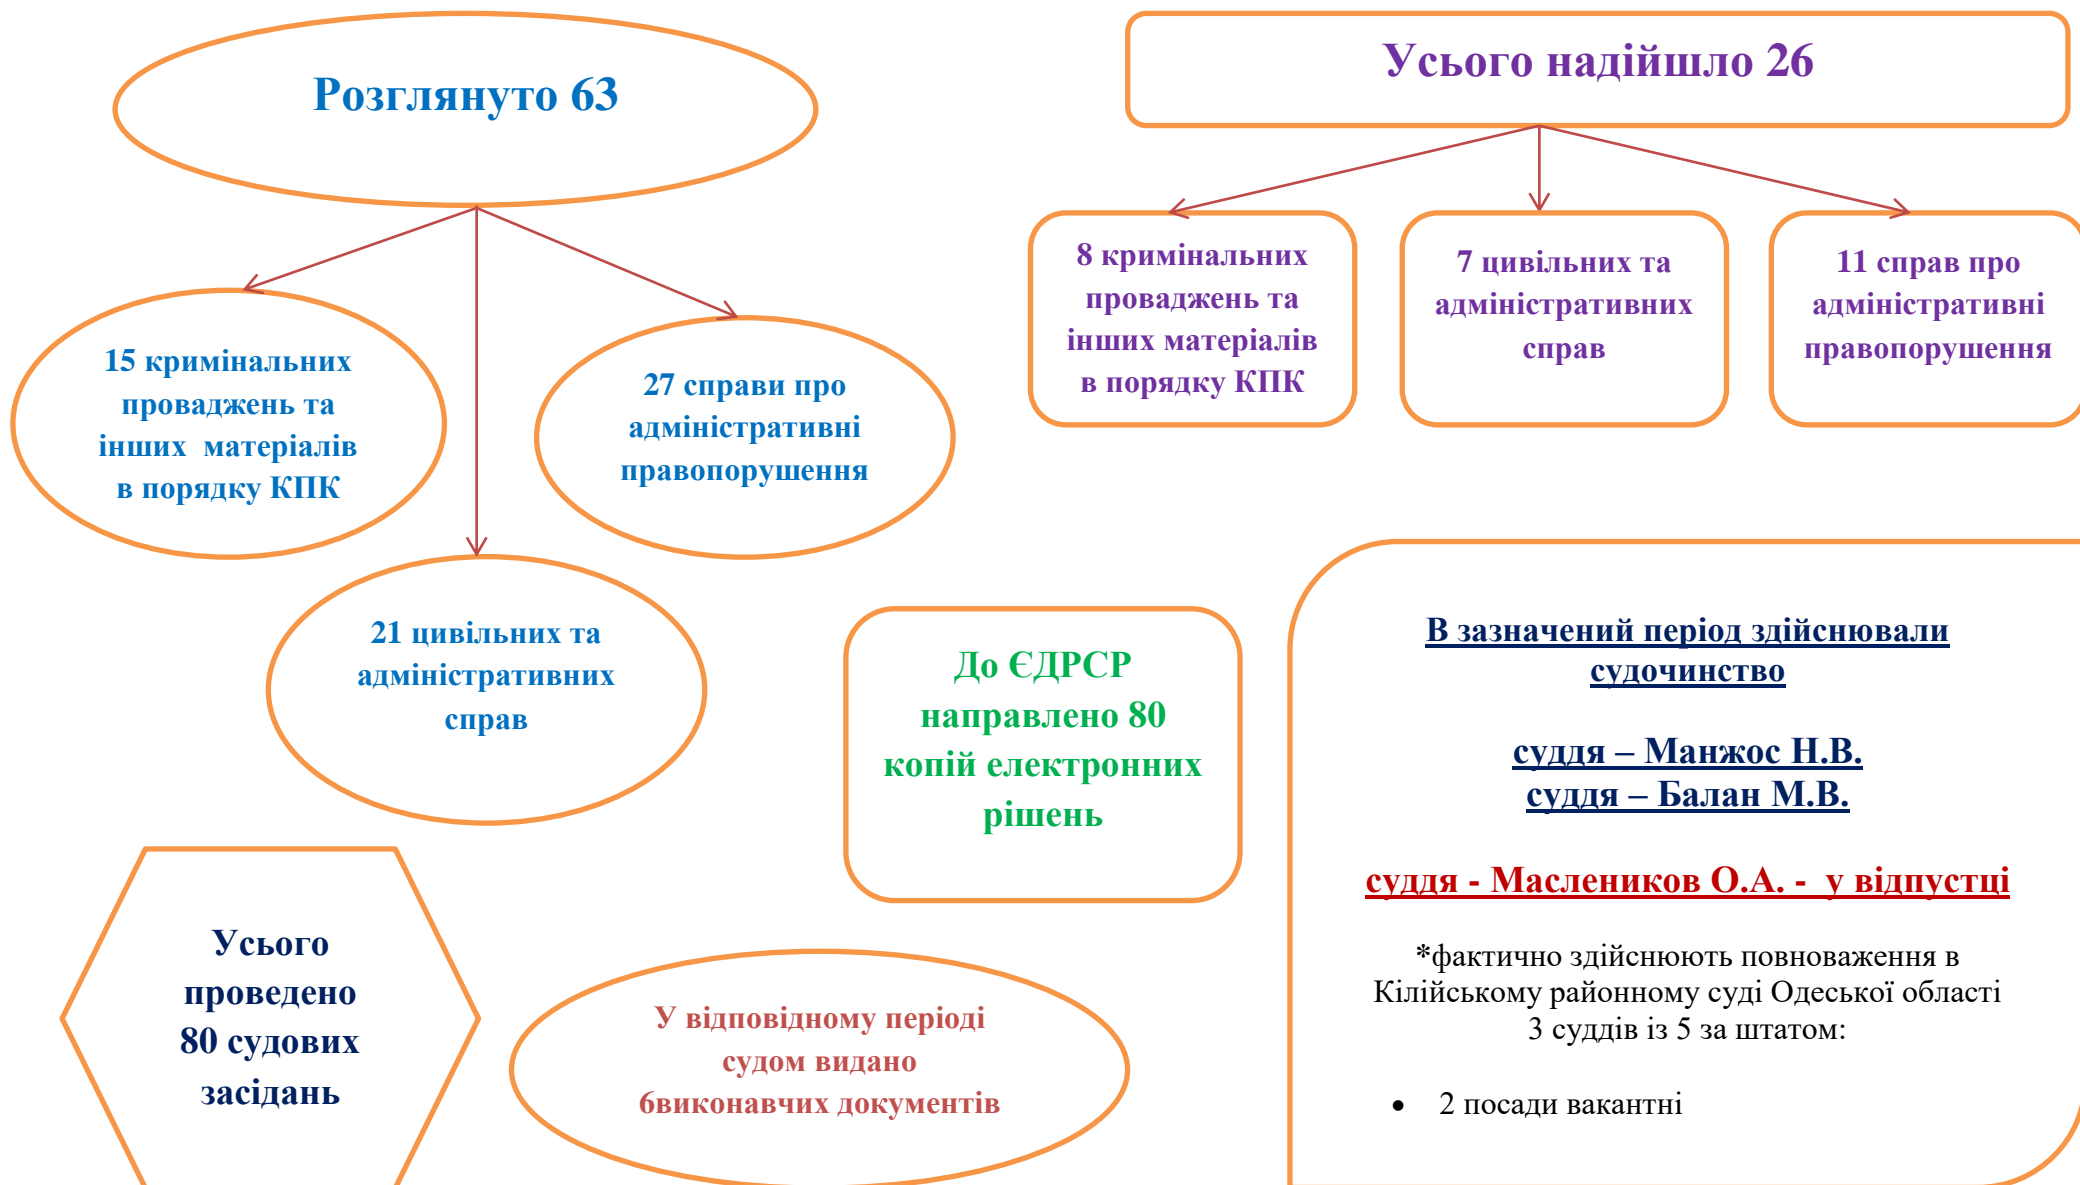 Розглянуто 63
15 кримінальних
проваджень та
інших  матеріалів
в порядку КПК
27 справи про
адміністративні
правопорушення
21 цивільних та
адміністративних
справ
Усього надійшло 26
8 кримінальних
проваджень та
інших матеріалів
в порядку КПК
7 цивільних та
адміністративних
справ
11 справ про
адміністративні
правопорушення
До ЄДРСР
направлено 80
копій електронних
рішень
В зазначений період здійснювали
судочинство
суддя – Манжос Н.В.
суддя – Балан М.В.
суддя - Маслеников О.А. -  у відпустці
*фактично здійснюють повноваження в
Кілійському районному суді Одеської області
3 суддів із 5 за штатом:
• 2 посади вакантні
Усього
проведено
80 судових
засідань
У відповідному періоді
судом видано
6виконавчих документів